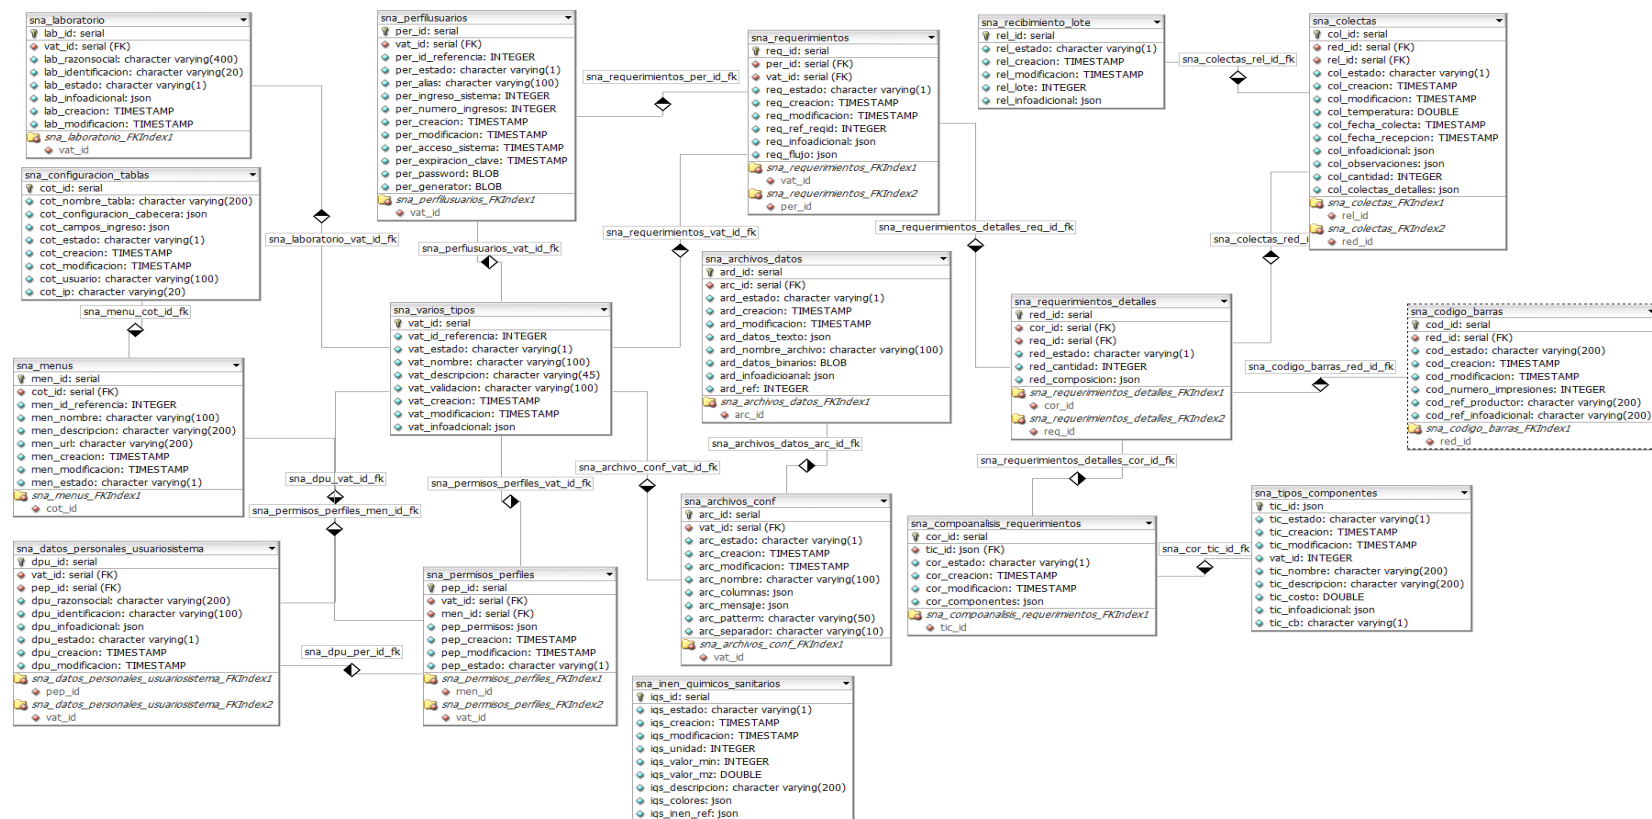 sna_laboratorio
lab_id: serial
vat_id: serial (FK)
lab_razonsocial: character varying(400)
lab_identificacion: character varying(20)
lab_estado: character varying(1)
lab_infoadicional: json
lab_creacion: TIMESTAMP
lab_modificacion: TIMESTAMP
sna_laboratorio_FKIndex1
vat_id
sna_configuracion_tablas
cot_id: serial
cot_nombre_tabla: character varying(200)
cot_configuracion_cabecera: json
cot_campos_ingreso: json
cot_estado: character varying(1)
cot_creacion: TIMESTAMP
cot_modificacion: TIMESTAMP
cot_usuario: character varying(100)
cot_ip: character varying(20)
sna_menu_cot_id_fk
sna_menus
men_id: serial
cot_id: serial (FK)
men_id_referencia: INTEGER
men_nombre: character varying(100)
men_descripcion: character varying(200)
men_url: character varying(200)
men_creacion: TIMESTAMP
men_modificacion: TIMESTAMP
men_estado: character varying(1)
sna_menus_FKIndex1
cot_id
sna_datos_personales_usuariosistema
dpu_id: serial
vat_id: serial (FK)
pep_id: serial (FK)
dpu_razonsocial: character varying(200)
dpu_identificacion: character varying(100)
dpu_infoadicional: json
dpu_estado: character varying(1)
dpu_creacion: TIMESTAMP
dpu_modificacion: TIMESTAMP
sna_datos_personales_usuariosistema_FKIndex1
pep_id
sna_datos_personales_usuariosistema_FKIndex2
vat_id
sna_laboratorio_vat_id_fk
sna_dpu_vat_id_fk
sna_permisos_perfiles_men_id_fk
sna_dpu_per_id_fk
sna_perfilusuarios
per_id: serial
vat_id: serial (FK)
per_id_referencia: INTEGER
per_estado: character varying(1)
per_alias: character varying(100)
per_ingreso_sistema: INTEGER
per_numero_ingresos: INTEGER
per_creacion: TIMESTAMP
per_modificacion: TIMESTAMP
per_acceso_sistema: TIMESTAMP
per_expiracion_clave: TIMESTAMP
per_password: BLOB
per_generator: BLOB
sna_perfilusuarios_FKIndex1
vat_id
sna_perfiusuarios_vat_id_fk
sna_varios_tipos
vat_id: serial
vat_id_referencia: INTEGER
vat_estado: character varying(1)
vat_nombre: character varying(100)
vat_descripcion: character varying(45)
vat_validacion: character varying(100)
vat_creacion: TIMESTAMP
vat_modificacion: TIMESTAMP
vat_infoadcional: json
sna_permisos_perfiles_vat_id_fk
sna_permisos_perfiles
pep_id: serial
vat_id: serial (FK)
men_id: serial (FK)
pep_permisos: json
pep_creacion: TIMESTAMP
pep_modificacion: TIMESTAMP
pep_estado: character varying(1)
sna_permisos_perfiles_FKIndex1
men_id
sna_permisos_perfiles_FKIndex2
vat_id
sna_requerimientos_per_id_fk
sna_requerimientos_vat_id_fk
sna_archivo_conf_vat_id_fk
sna_requerimientos
req_id: serial
per_id: serial (FK)
vat_id: serial (FK)
req_estado: character varying(1)
req_creacion: TIMESTAMP
req_modificacion: TIMESTAMP
req_ref_reqid: INTEGER
req_infoadicional: json
req_flujo: json
sna_requerimientos_FKIndex1
vat_id
sna_requerimientos_FKIndex2
per_id
sna_archivos_datos
ard_id: serial
arc_id: serial (FK)
ard_estado: character varying(1)
ard_creacion: TIMESTAMP
ard_modificacion: TIMESTAMP
ard_datos_texto: json
ard_nombre_archivo: character varying(100)
ard_datos_binarios: BLOB
ard_infoadicioanal: json
ard_ref: INTEGER
sna_archivos_datos_FKIndex1
arc_id
sna_archivos_datos_arc_id_fk
sna_archivos_conf
arc_id: serial
vat_id: serial (FK)
arc_estado: character varying(1)
arc_creacion: TIMESTAMP
arc_modificacion: TIMESTAMP
arc_nombre: character varying(100)
arc_columnas: json
arc_mensaje: json
arc_patterm: character varying(50)
arc_separador: character varying(10)
sna_archivos_conf_FKIndex1
vat_id
sna_inen_quimicos_sanitarios
iqs_id: serial
iqs_estado: character varying(1)
iqs_creacion: TIMESTAMP
iqs_modificacion: TIMESTAMP
iqs_unidad: INTEGER
iqs_valor_min: INTEGER
iqs_valor_mz: DOUBLE
iqs_descripcion: character varying(200)
iqs_colores: json
iqs_inen_ref: json
sna_recibimiento_lote
rel_id: serial
rel_estado: character varying(1)
rel_creacion: TIMESTAMP
rel_modificacion: TIMESTAMP
rel_lote: INTEGER
rel_infoadicional: json
sna_colectas_rel_id_fk
sna_requerimientos_detalles_req_id_fk
sna_colectas_red_i
sna_requerimientos_detalles
red_id: serial
cor_id: serial (FK)
req_id: serial (FK)
red_estado: character varying(1)
red_cantidad: INTEGER
red_composicion: json
sna_requerimientos_detalles_FKIndex1
cor_id
sna_requerimientos_detalles_FKIndex2
req_id
sna_requerimientos_detalles_cor_id_fk
sna_compoanalisis_requerimientos
cor_id: serial
tic_id: json (FK)
cor_estado: character varying(1)
cor_creacion: TIMESTAMP
cor_modificacion: TIMESTAMP
cor_componentes: json
sna_compoanalisis_requerimientos_FKIndex1
tic_id
sna_cor_tic_id_fk
sna_colectas
col_id: serial
red_id: serial (FK)
rel_id: serial (FK)
col_estado: character varying(1)
col_creacion: TIMESTAMP
col_modificacion: TIMESTAMP
col_temperatura: DOUBLE
col_fecha_colecta: TIMESTAMP
col_fecha_recepcion: TIMESTAMP
col_infoadicional: json
col_observaciones: json
col_cantidad: INTEGER
col_colectas_detalles: json
sna_colectas_FKIndex1
rel_id
sna_colectas_FKIndex2
red_id
sna_codigo_barras_red_id_fk
sna_codigo_barras
cod_id: serial
red_id: serial (FK)
cod_estado: character varying(200)
cod_creacion: TIMESTAMP
cod_modificacion: TIMESTAMP
cod_numero_impresiones: INTEGER
cod_ref_productor: character varying(200)
cod_ref_infoadicional: character varying(200)
sna_codigo_barras_FKIndex1
red_id
sna_tipos_componentes
tic_id: json
tic_estado: character varying(1)
tic_creacion: TIMESTAMP
tic_modificacion: TIMESTAMP
vat_id: INTEGER
tic_nombre: character varying(200)
tic_descripcion: character varying(200)
tic_costo: DOUBLE
tic_infoadicional: json
tic_cb: character varying(1)